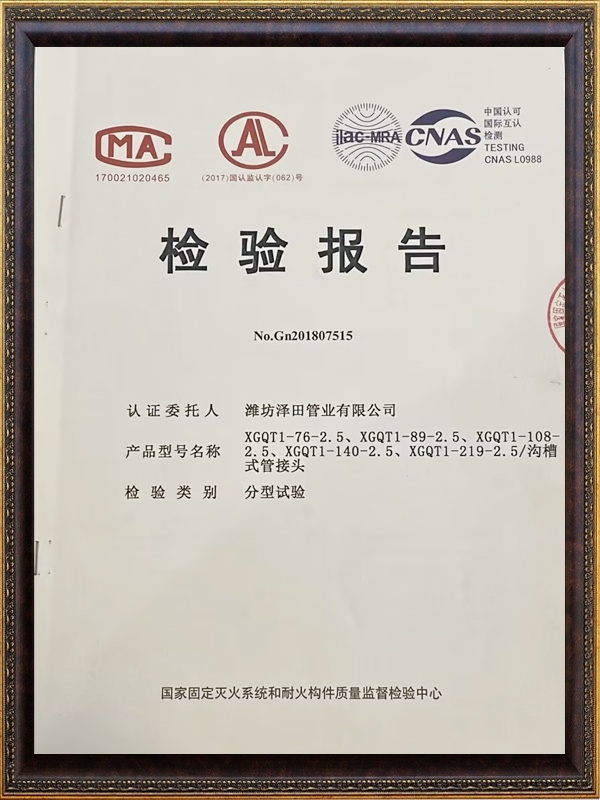 CMA
170021020465
CAL
(2017)国认监认字(062)号
ilac-MRA
CNAS
中国认可
国际互认
检测
TESTING
CNAS L0988
检验报告
No.Gn201807515
认证委托人 潍坊泽田管业有限公司
产品型号名称 XGQT1-76-2.5、XGQT1-89-2.5、XGQT1-108-
2.5、XGQT1-140-2.5、XGQT1-219-2.5/沟槽
式管接头
检验类别 分型试验
国家固定灭火系统和耐火构件质量监督检验中心